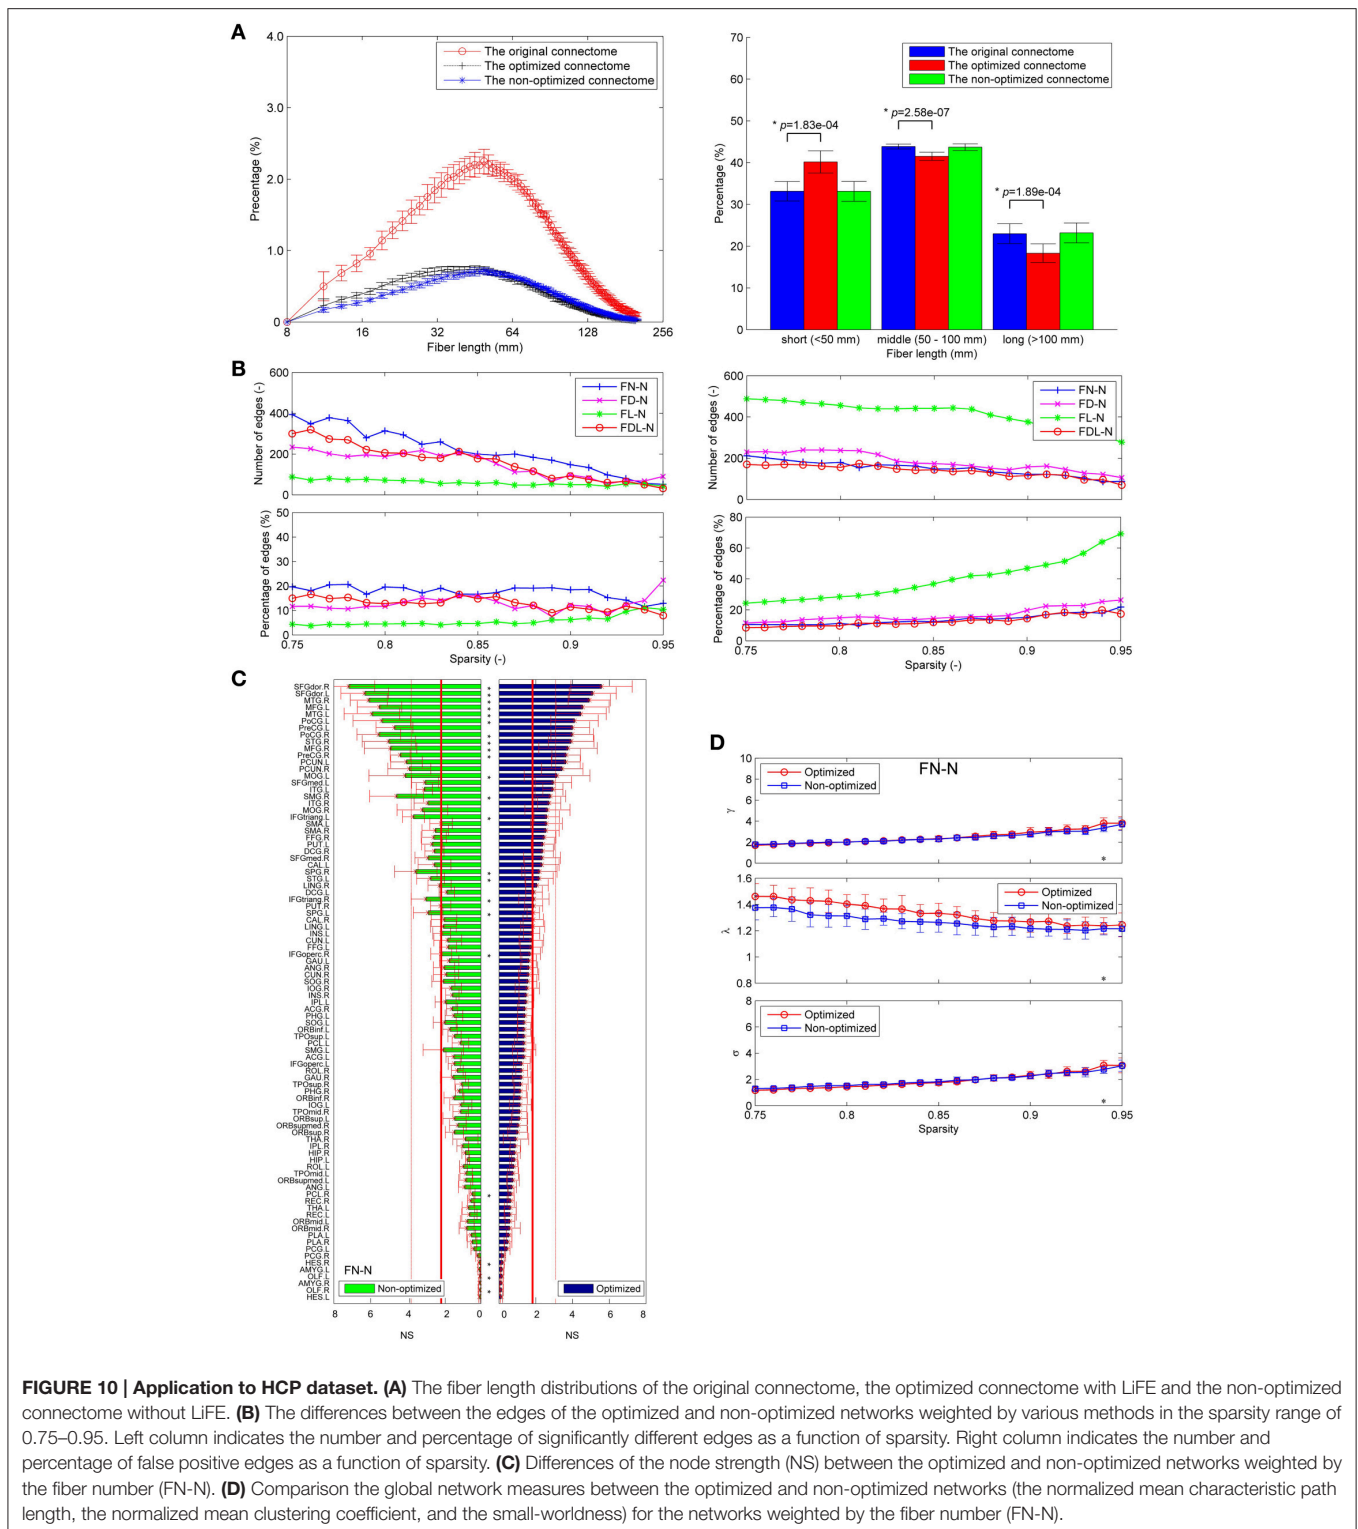 A
4.0
3.0
2.0
1.0
0.0
8
16
32
64
128
256
Precentage (%)
Fiber length (mm)
The original connectome
The optimized connectome
The non-optimized connectome
70
60
50
40
30
20
10
0
Percentage (%)
The original connectome
The optimized connectome
The non-optimized connectome
* p=1.83e-04
* p=2.58e-07
* p=1.89e-04
short (<50 mm)
middle (50 - 100 mm)
long (>100 mm)
Fiber length (mm)
B
600
400
200
0
Number of edges (-)
FN-N
FD-N
FL-N
FDL-N
50
40
30
20
10
0
Percentage of edges (%)
0.75
0.8
0.85
0.9
0.95
Sparsity (-)
600
400
200
0
Number of edges (-)
FN-N
FD-N
FL-N
FDL-N
80
60
40
20
0
Percentage of edges (%)
0.75
0.8
0.85
0.9
0.95
Sparsity (-)
C
SFGdor.R
SFGdor.L
MTG.R
MFG.L
MTG.L
PoCG.L
PreCG.L
PoCG.R
STG.R
MFG.R
PreCG.R
PCUN.L
PCUN.R
MOG.L
SFGmed.L
ITG.L
SMG.R
ITG.R
MOG.R
IFGtriang.L
SMA.L
SMA.R
FFG.R
PUT.L
DCG.R
SFGmed.R
CAL.L
SPG.R
STG.L
LING.R
DCG.L
IFGtriang.R
PUT.R
SPG.L
CAL.R
LING.L
INS.L
CUN.L
FFG.L
IFGoperc.R
GAU.L
ANG.R
CUN.R
SOG.R
IOG.R
INS.R
IPL.L
ACG.R
PHG.L
SOG.L
ORBinf.L
TPOsup.L
PCL.L
SMG.L
ACG.L
IFGoperc.L
ROL.R
GAU.R
TPOsup.R
PHG.R
ORBinf.R
IOG.L
TPOmid.R
ORBsup.L
ORBsupmed.R
ORBsup.R
THA.R
IPL.R
HIP.R
HIP.L
ROL.L
TPOmid.L
ORBsupmed.L
ANG.L
PCL.R
REC.R
THA.L
REC.L
ORBmid.L
ORBmid.R
PLA.L
PLA.R
PCG.L
PCG.R
HES.R
AMYG.L
OLF.L
AMYG.R
OLF.R
HES.L
FN-N
Non-optimized
Optimized
8 6 4 2 0
0 2 4 6 8
NS
NS
D
FN-N
10
8
6
4
2
0
γ
Optimized
Non-optimized
*
1.6
1.4
1.2
1
0.8
λ
Optimized
Non-optimized
*
8
6
4
2
0
σ
Optimized
Non-optimized
*
0.75
0.8
0.85
0.9
0.95
Sparsity
FIGURE 10 | Application to HCP dataset. (A) The fiber length distributions of the original connectome, the optimized connectome with LiFE and the non-optimized
connectome without LiFE. (B) The differences between the edges of the optimized and non-optimized networks weighted by various methods in the sparsity range of
0.75–0.95. Left column indicates the number and percentage of significantly different edges as a function of sparsity. Right column indicates the number and
percentage of false positive edges as a function of sparsity. (C) Differences of the node strength (NS) between the optimized and non-optimized networks weighted by
the fiber number (FN-N). (D) Comparison the global network measures between the optimized and non-optimized networks (the normalized mean characteristic path
length, the normalized mean clustering coefficient, and the small-worldness) for the networks weighted by the fiber number (FN-N).